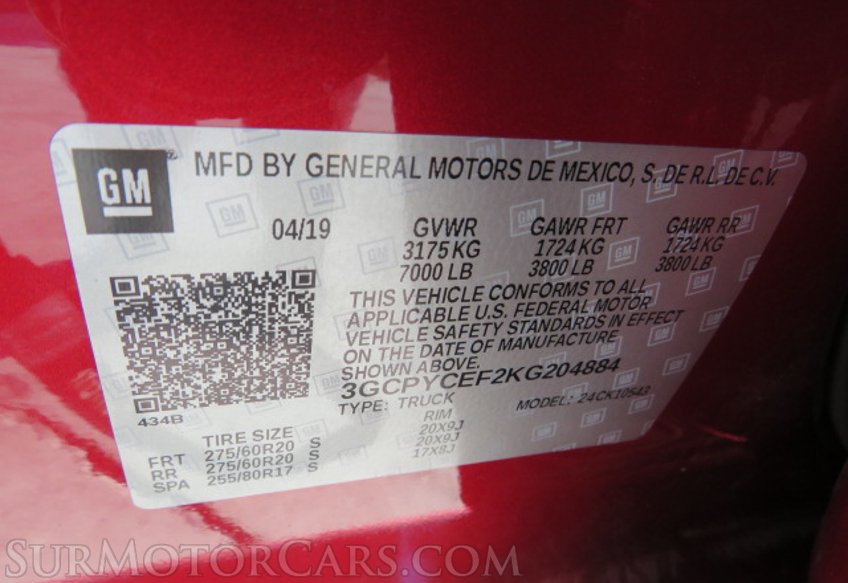 GM
MFD BY GENERAL MOTORS DE MEXICO, S. DE R.L. DE C.V.
04/19 GVWR GAWR FRT GAWR RR
3175 KG 1724 KG 1724 KG
7000 LB 3800 LB 3800 LB
THIS VEHICLE CONFORMS TO ALL
APPLICABLE U.S. FEDERAL MOTOR
VEHICLE SAFETY STANDARDS IN EFFECT
ON THE DATE OF MANUFACTURE
SHOWN ABOVE.
3GCPYCEF2KG204884
TYPE: TRUCK MODEL: 24CK10543
434B
TIRE SIZE RIM
FRT 275/60R20 S 20X9J
RR 275/60R20 S 20X9J
SPA 255/80R17 S 17X8J
SURMOTORCARS.COM